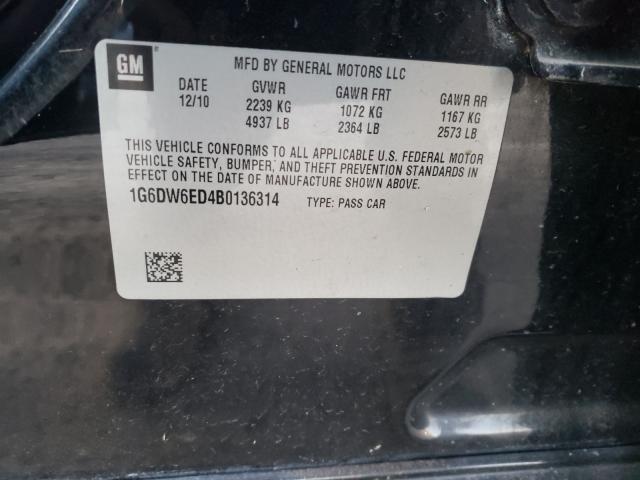 GM
MFD BY GENERAL MOTORS LLC
DATE GVWR GAWR FRT GAWR RR
12/10 2239 KG 1072 KG 1167 KG
4937 LB 2364 LB 2573 LB
THIS VEHICLE CONFORMS TO ALL APPLICABLE U.S. FEDERAL MOTOR
VEHICLE SAFETY, BUMPER, AND THEFT PREVENTION STANDARDS IN
EFFECT ON THE DATE OF MANUFACTURE SHOWN ABOVE.
1G6DW6ED4B0136314 TYPE: PASS CAR